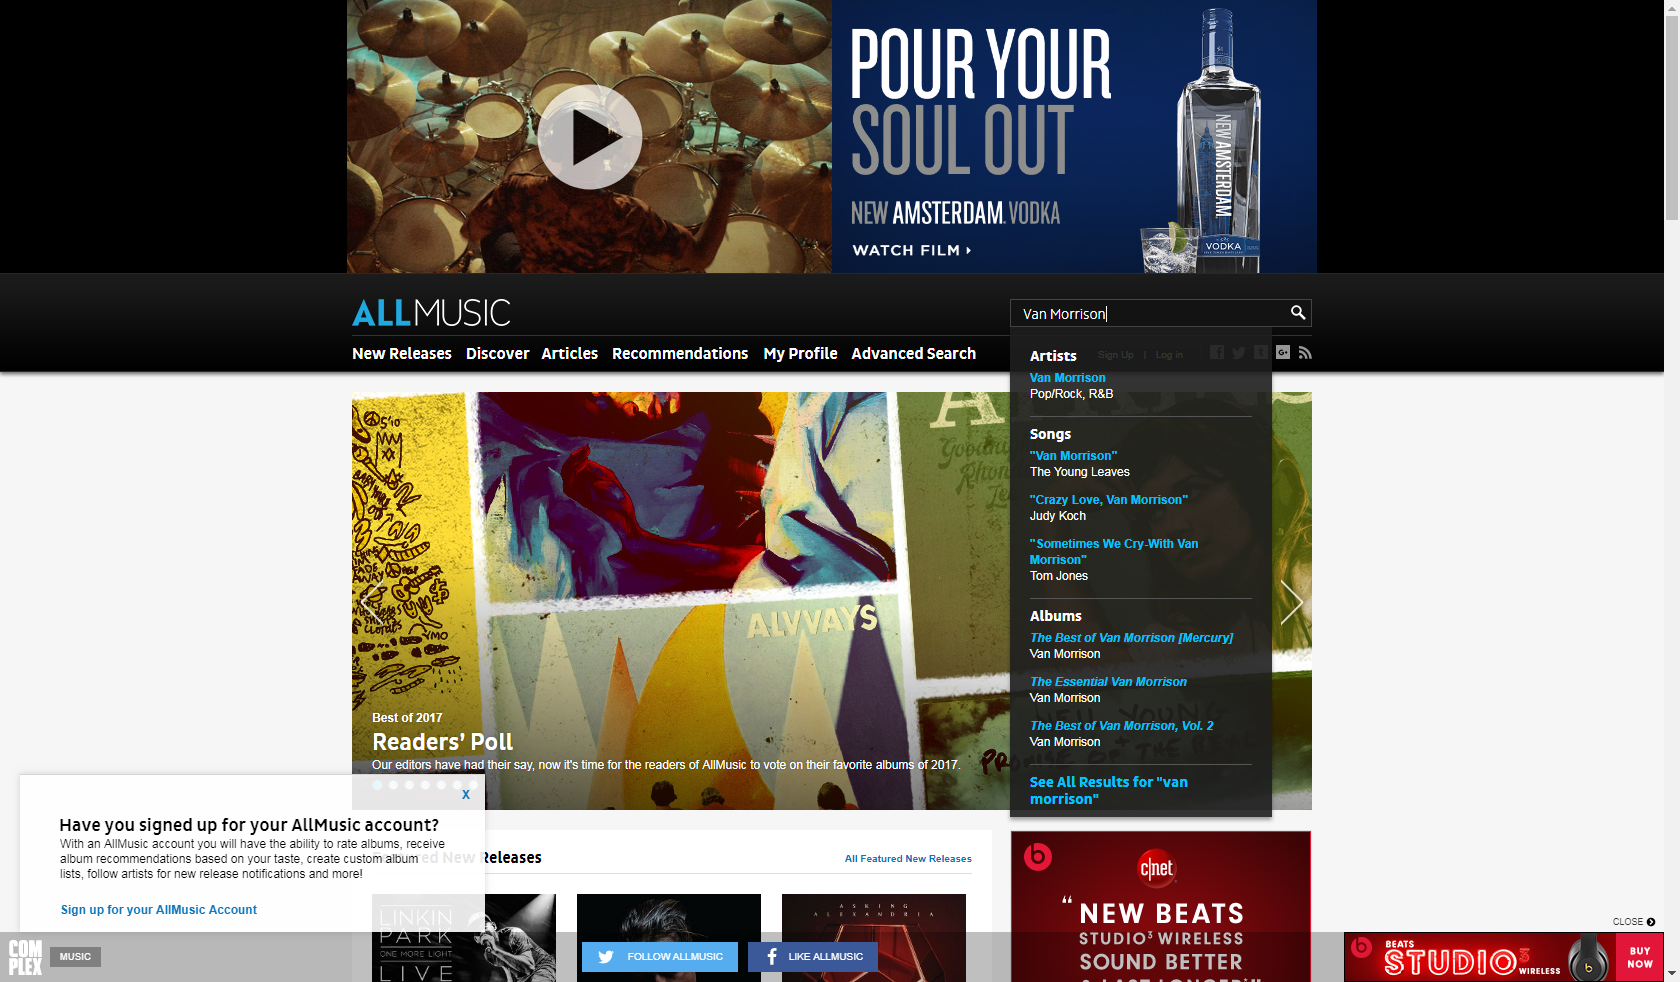 POUR YOUR
SOUL OUT
NEW AMSTERDAM VODKA
WATCH FILM
NEW AMSTERDAM
VODKA
ALLMUSIC
Van Morrison
New Releases Discover Articles Recommendations My Profile Advanced Search
Sign Up | Log in
Artists
Van Morrison
Pop/Rock, R&B
Songs
"Van Morrison"
The Young Leaves
"Crazy Love, Van Morrison"
Judy Koch
"Sometimes We Cry-With Van
Morrison"
Tom Jones
Albums
The Best of Van Morrison [Mercury]
Van Morrison
The Essential Van Morrison
Van Morrison
The Best of Van Morrison, Vol. 2
Van Morrison
See All Results for "van
morrison"
ALVVAYS
Best of 2017
Readers' Poll
Our editors have had their say, now it's time for the readers of AllMusic to vote on their favorite albums of 2017.
X
Have you signed up for your AllMusic account?
With an AllMusic account you will have the ability to rate albums, receive
album recommendations based on your taste, create custom album
lists, follow artists for new release notifications and more!
Sign up for your AllMusic Account
Featured New Releases
All Featured New Releases
LINKIN
PARK
ONE MORE LIGHT
LIVE
ASKING
ALEXANDRIA
c|net
"NEW BEATS
STUDIO3 WIRELESS
SOUND BETTER
& LAST LONGER"
CLOSE
COM
PLEX
MUSIC
FOLLOW ALLMUSIC
LIKE ALLMUSIC
BEATS
STUDIO3
WIRELESS
BUY
NOW